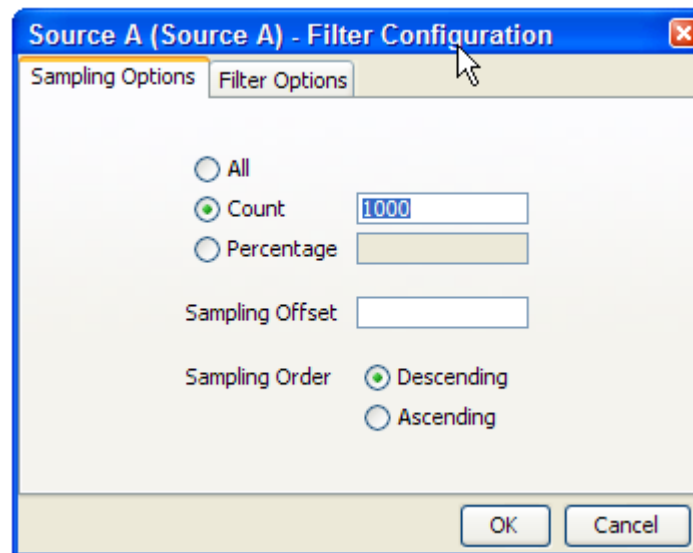 Source A (Source A) - Filter Configuration
Sampling Options Filter Options
All
Count 1000
Percentage
Sampling Offset
Sampling Order Descending
Ascending
OK Cancel